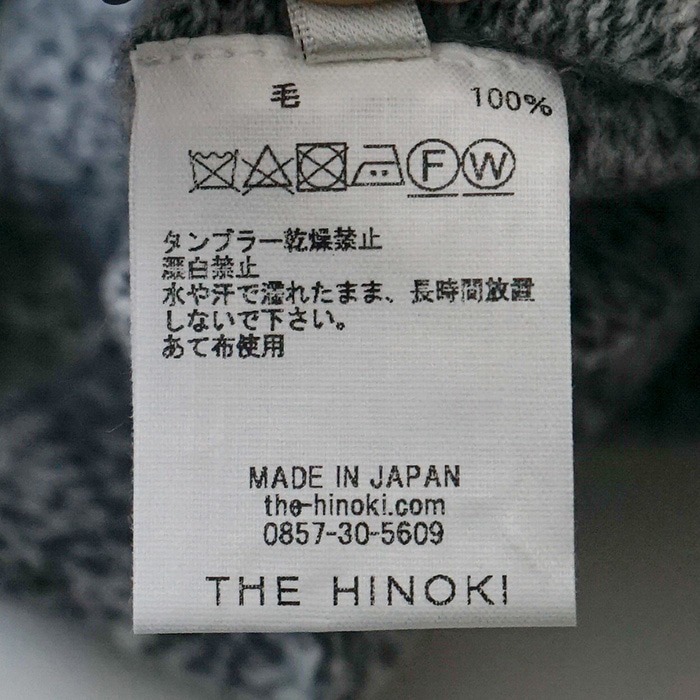 毛 100%
F W
タンブラー乾燥禁止
漂白禁止
水や汗で濡れたまま、長時間放置
しないで下さい。
あて布使用
MADE IN JAPAN
the-hinoki.com
0857-30-5609
THE HINOKI